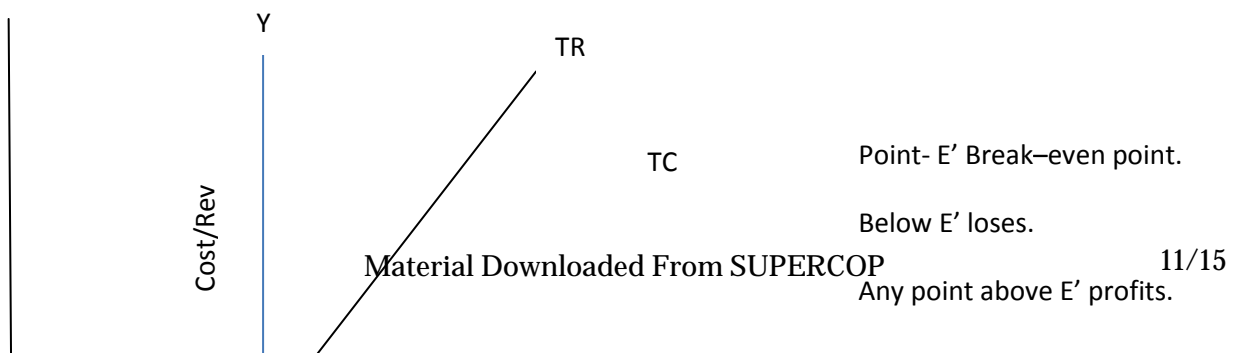 Y
TR
TC
Point- E’ Break–even point.
Cost/Rev
Below E’ loses.
Material Downloaded From SUPERCOP
11/15
Any point above E’ profits.